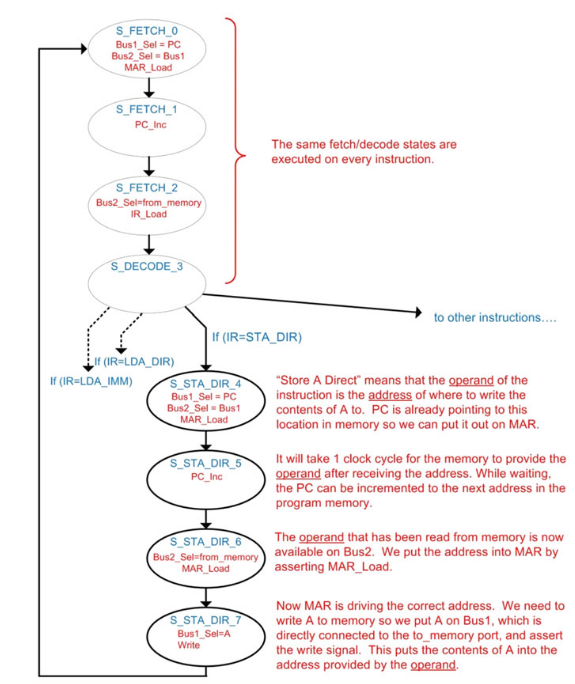 S_FETCH_0
Bus1_Sel = PC
Bus2_Sel = Bus1
MAR_Load
S_FETCH_1
PC_Inc
The same fetch/decode states are
executed on every instruction.
S_FETCH_2
Bus2_Sel=from_memory
IR_Load
S_DECODE_3
to other instructions....
If (IR=STA_DIR)
If (IR=LDA_DIR)
If (IR=LDA_IMM)
S_STA_DIR_4
Bus1_Sel = PC
Bus2_Sel = Bus1
MAR_Load
“Store A Direct” means that the operand of the
instruction is the address of where to write the
contents of A to. PC is already pointing to this
location in memory so we can put it out on MAR.
S_STA_DIR_5
PC_Inc
It will take 1 clock cycle for the memory to provide the
operand after receiving the address. While waiting,
the PC can be incremented to the next address in the
program memory.
S_STA_DIR_6
Bus2_Sel=from_memory
MAR_Load
The operand that has been read from memory is now
available on Bus2. We put the address into MAR by
asserting MAR_Load.
S_STA_DIR_7
Bus1_Sel=A
Write
Now MAR is driving the correct address. We need to
write A to memory so we put A on Bus1, which is
directly connected to the to_memory port, and assert
the write signal. This puts the contents of A into the
address provided by the operand.